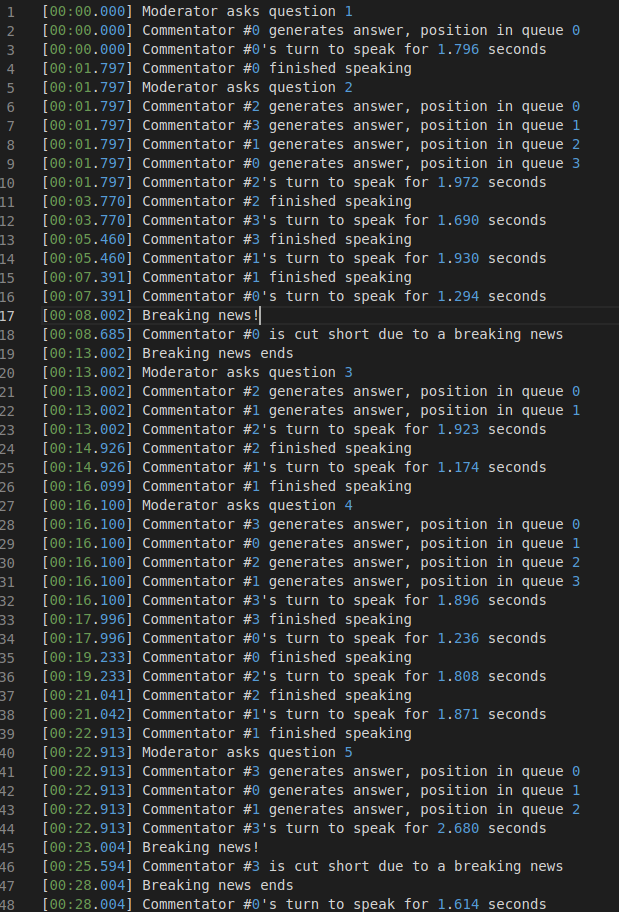 1 [00:00.000] Moderator asks question 1
2 [00:00.000] Commentator #0 generates answer, position in queue 0
3 [00:00.000] Commentator #0's turn to speak for 1.796 seconds
4 [00:01.797] Commentator #0 finished speaking
5 [00:01.797] Moderator asks question 2
6 [00:01.797] Commentator #2 generates answer, position in queue 0
7 [00:01.797] Commentator #3 generates answer, position in queue 1
8 [00:01.797] Commentator #1 generates answer, position in queue 2
9 [00:01.797] Commentator #0 generates answer, position in queue 3
10 [00:01.797] Commentator #2's turn to speak for 1.972 seconds
11 [00:03.770] Commentator #2 finished speaking
12 [00:03.770] Commentator #3's turn to speak for 1.690 seconds
13 [00:05.460] Commentator #3 finished speaking
14 [00:05.460] Commentator #1's turn to speak for 1.930 seconds
15 [00:07.391] Commentator #1 finished speaking
16 [00:07.391] Commentator #0's turn to speak for 1.294 seconds
17 [00:08.002] Breaking news!
18 [00:08.685] Commentator #0 is cut short due to a breaking news
19 [00:13.002] Breaking news ends
20 [00:13.002] Moderator asks question 3
21 [00:13.002] Commentator #2 generates answer, position in queue 0
22 [00:13.002] Commentator #1 generates answer, position in queue 1
23 [00:13.002] Commentator #2's turn to speak for 1.923 seconds
24 [00:14.926] Commentator #2 finished speaking
25 [00:14.926] Commentator #1's turn to speak for 1.174 seconds
26 [00:16.099] Commentator #1 finished speaking
27 [00:16.100] Moderator asks question 4
28 [00:16.100] Commentator #3 generates answer, position in queue 0
29 [00:16.100] Commentator #0 generates answer, position in queue 1
30 [00:16.100] Commentator #2 generates answer, position in queue 2
31 [00:16.100] Commentator #1 generates answer, position in queue 3
32 [00:16.100] Commentator #3's turn to speak for 1.896 seconds
33 [00:17.996] Commentator #3 finished speaking
34 [00:17.996] Commentator #0's turn to speak for 1.236 seconds
35 [00:19.233] Commentator #0 finished speaking
36 [00:19.233] Commentator #2's turn to speak for 1.808 seconds
37 [00:21.041] Commentator #2 finished speaking
38 [00:21.042] Commentator #1's turn to speak for 1.871 seconds
39 [00:22.913] Commentator #1 finished speaking
40 [00:22.913] Moderator asks question 5
41 [00:22.913] Commentator #3 generates answer, position in queue 0
42 [00:22.913] Commentator #0 generates answer, position in queue 1
43 [00:22.913] Commentator #1 generates answer, position in queue 2
44 [00:22.913] Commentator #3's turn to speak for 2.680 seconds
45 [00:23.004] Breaking news!
46 [00:25.594] Commentator #3 is cut short due to a breaking news
47 [00:28.004] Breaking news ends
48 [00:28.004] Commentator #0's turn to speak for 1.614 seconds